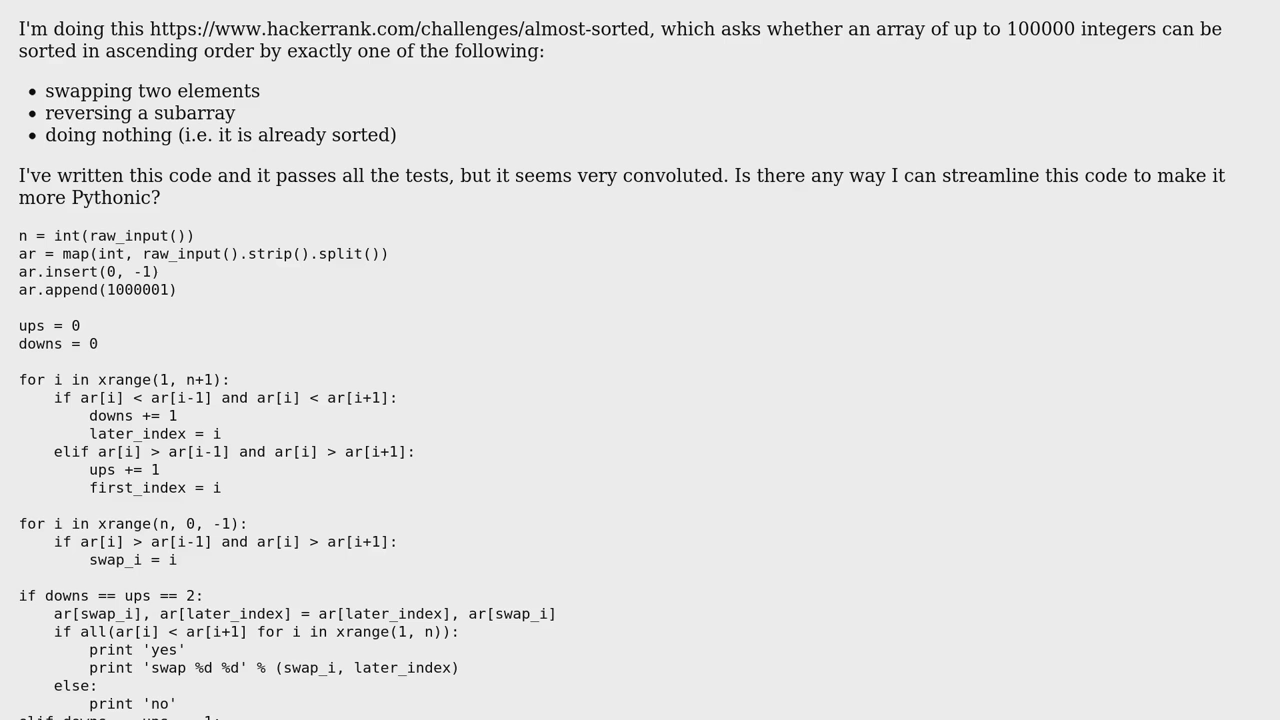 I'm doing this https://www.hackerrank.com/challenges/almost-sorted, which asks whether an array of up to 100000 integers can be
sorted in ascending order by exactly one of the following:
• swapping two elements
• reversing a subarray
• doing nothing (i.e. it is already sorted)
I've written this code and it passes all the tests, but it seems very convoluted. Is there any way I can streamline this code to make it
more Pythonic?
n = int(raw_input())
ar = map(int, raw_input().strip().split())
ar.insert(0, -1)
ar.append(1000001)
ups = 0
downs = 0
for i in xrange(1, n+1):
    if ar[i] < ar[i-1] and ar[i] < ar[i+1]:
        downs += 1
        later_index = i
    elif ar[i] > ar[i-1] and ar[i] > ar[i+1]:
        ups += 1
        first_index = i
for i in xrange(n, 0, -1):
    if ar[i] > ar[i-1] and ar[i] > ar[i+1]:
        swap_i = i
if downs == ups == 2:
    ar[swap_i], ar[later_index] = ar[later_index], ar[swap_i]
    if all(ar[i] < ar[i+1] for i in xrange(1, n)):
        print 'yes'
        print 'swap %d %d' % (swap_i, later_index)
    else:
        print 'no'